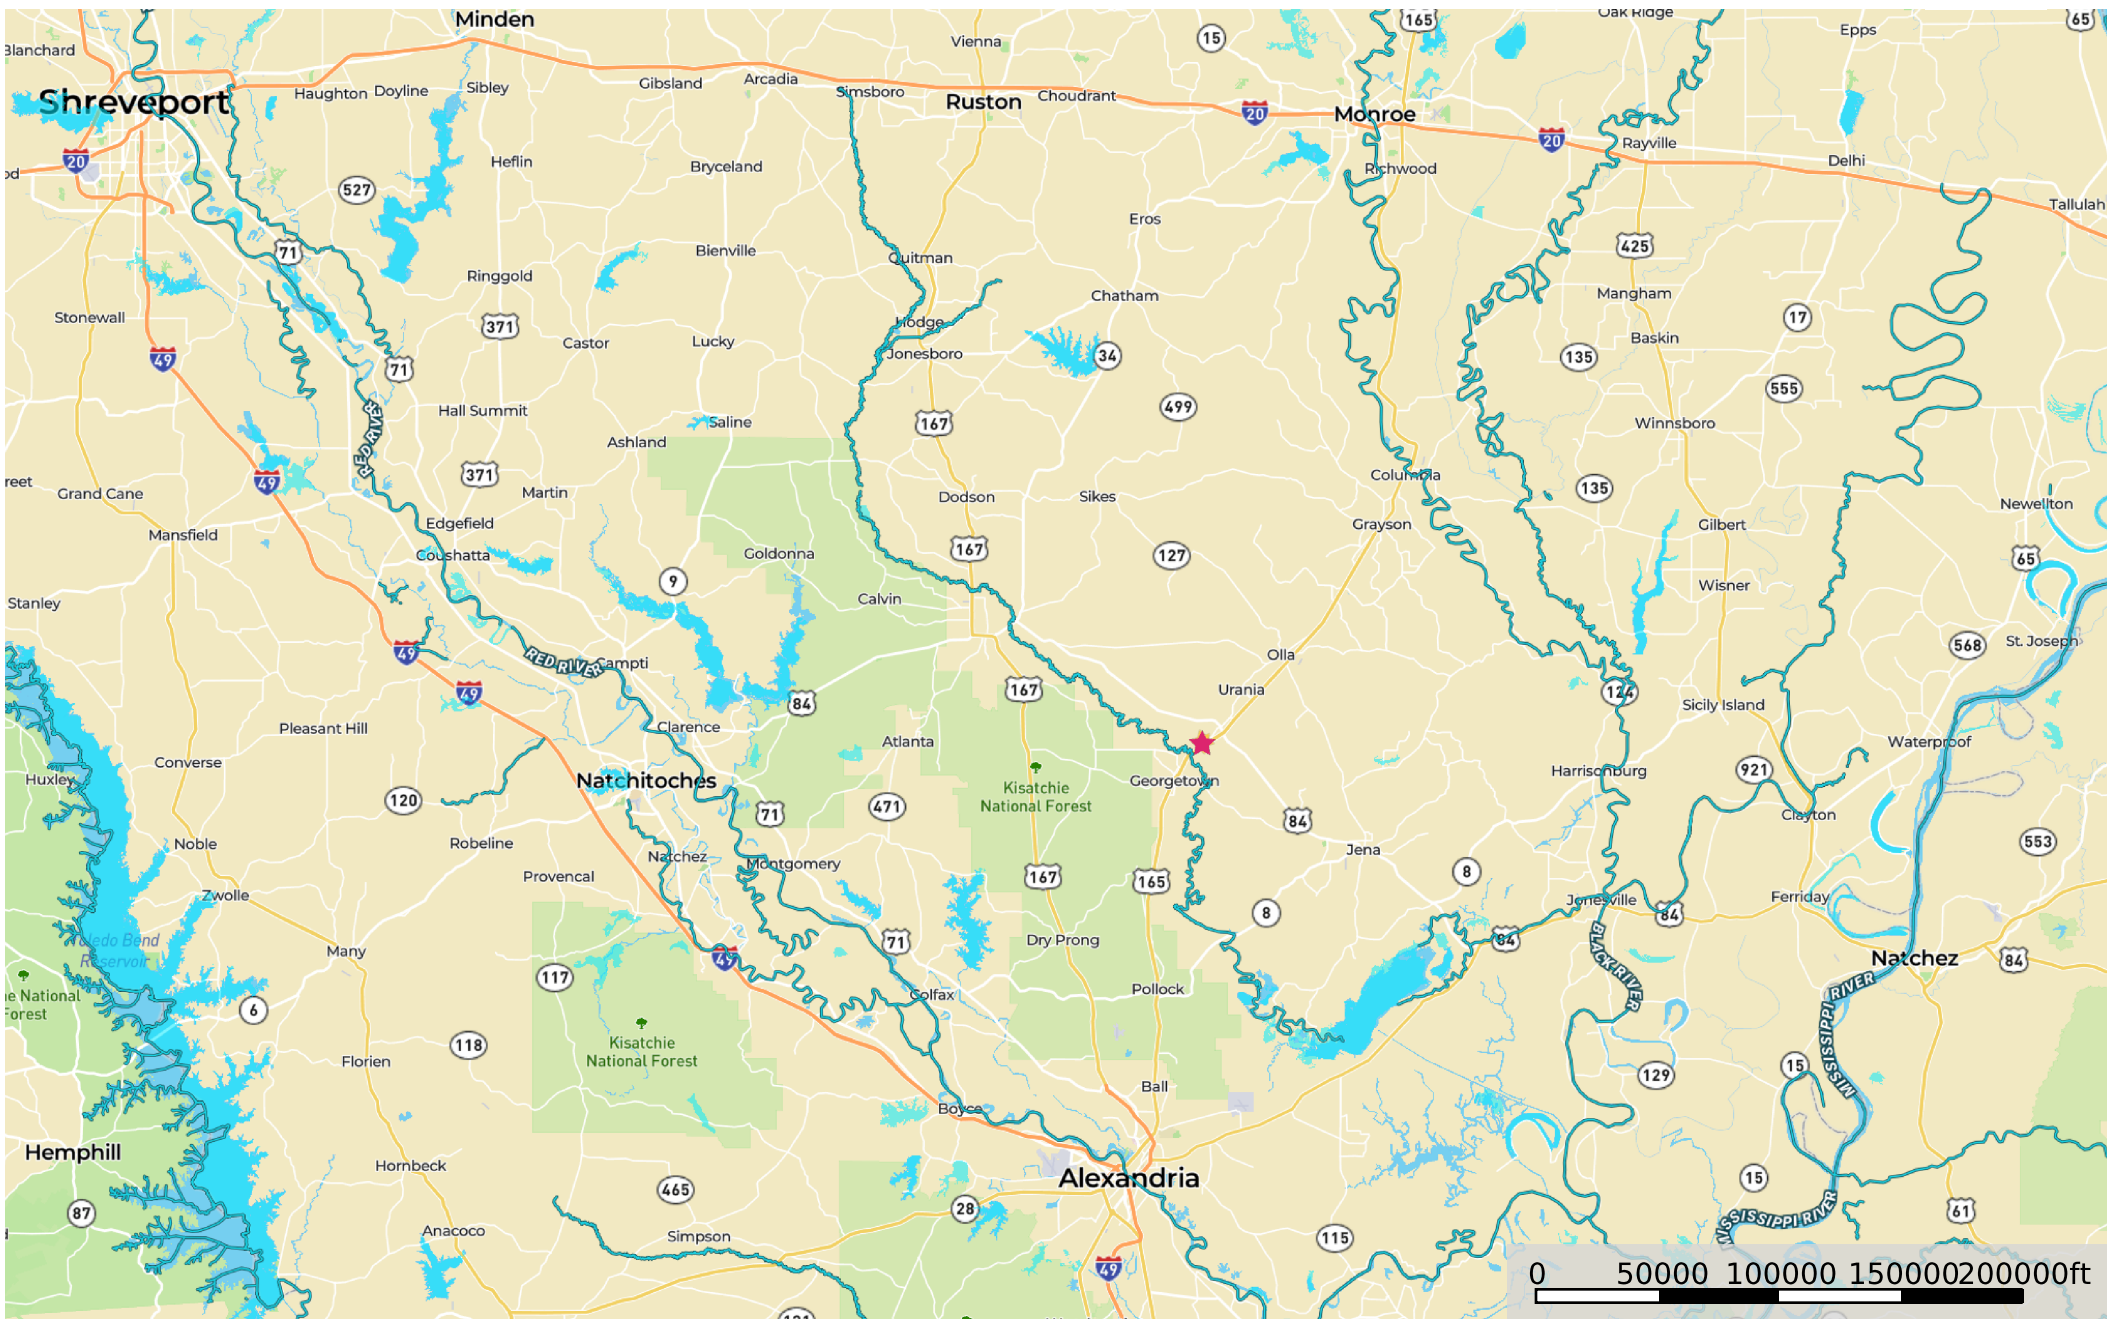 Minden
165
Oak Ridge
65
Blanchard
Vienna
15
Epps
Shreveport
Haughton
Doyline
Sibley
Gibsland
Arcadia
Simsboro
Ruston
Choudrant
20
Monroe
20
Rayville
Delhi
20
Heflin
Bryceland
Richwood
527
Eros
Tallulah
71
Bienville
Quitman
425
Ringgold
Chatham
Mangham
Stonewall
371
Castor
Lucky
Hodge
Jonesboro
34
17
Baskin
135
49
71
555
Hall Summit
RED RIVER
Saline
167
499
Winnsboro
Ashland
49
371
Columbia
Grand Cane
Martin
Dodson
Sikes
135
Newellton
Mansfield
Edgefield
Grayson
Gilbert
Coushatta
Goldonna
167
127
65
9
Wisner
Stanley
Calvin
49
RED RIVER
Campti
Olla
568
St. Joseph
49
84
167
Urania
124
Sicily Island
Pleasant Hill
Clarence
Atlanta
Waterproof
Converse
Huxley
Natchitoches
Kisatchie
National Forest
Georgetown
Harrisonburg
921
120
71
471
84
Clayton
Noble
Robeline
Natchez
Montgomery
Jena
553
Provencal
167
165
8
Zwolle
8
Jonesville
84
Ferriday
Many
71
Dry Prong
84
BLACK RIVER
Natchez
84
Reservoir
49
117
Colfax
Pollock
MISSISSIPPI RIVER
National
Forest
6
118
Kisatchie
National Forest
Florien
15
129
Ball
Boyce
MISSISSIPPI
Hemphill
Hornbeck
Alexandria
15
87
465
28
61
Anacoco
Simpson
115
SSISSIPPI RIVER
49
0 50000 100000 150000 200000ft